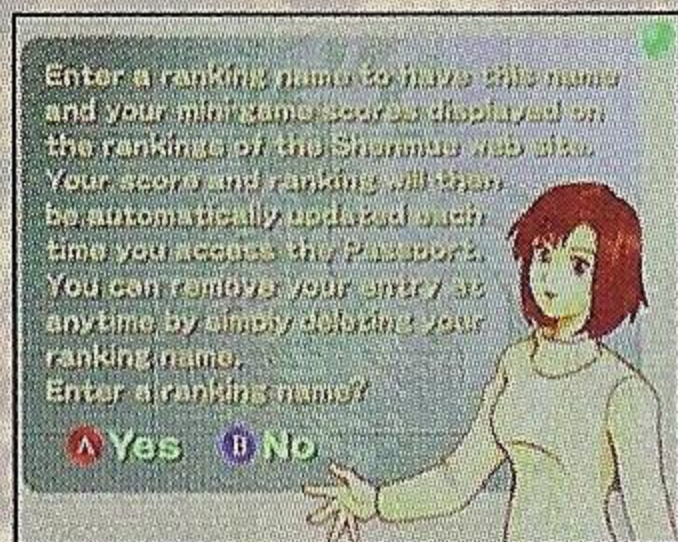 Enter a ranking name to have this name
and your mini game scores displayed on
the rankings of the Shenmue web site.
Your score and ranking will then
be automatically updated each
time you access the Passport.
You can remove your entry at
anytime by simply deleting your
ranking name.
Enter a ranking name?
A Yes B No